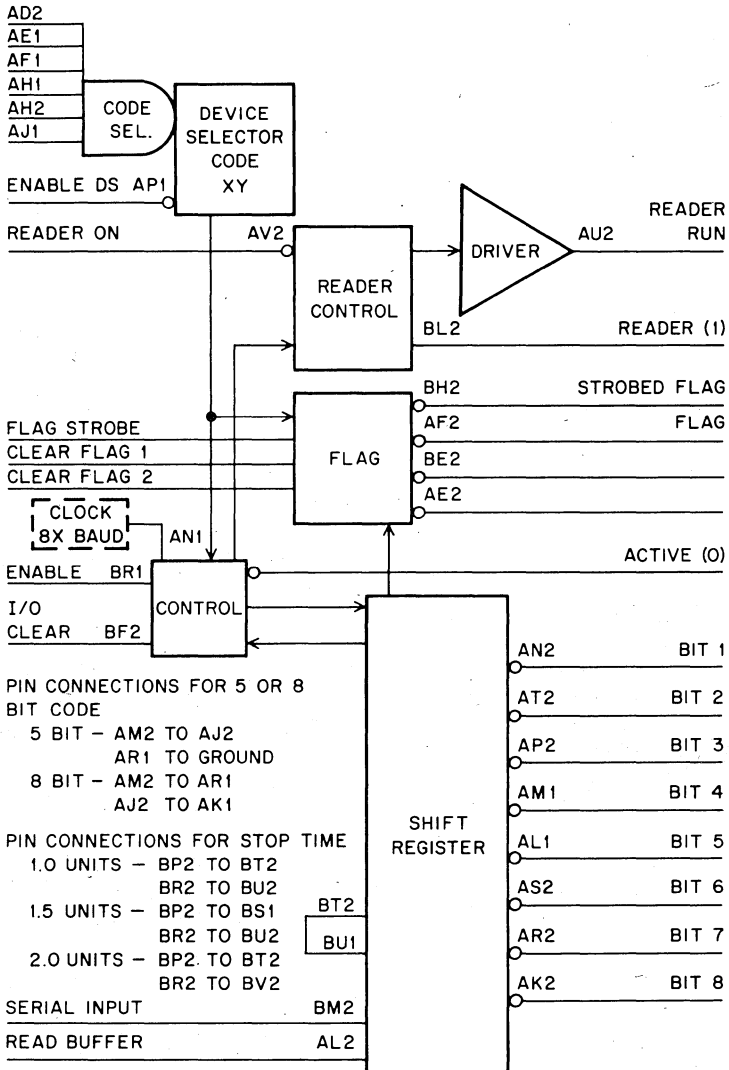 AD2
AE1
AF1
AH1
AH2
AJ1
CODE
SEL.
DEVICE
SELECTOR
CODE
XY
ENABLE DS AP1
READER ON AV2
READER
CONTROL
DRIVER
AU2
READER
RUN
BL2 READER (1)
BH2 STROBED FLAG
AF2 FLAG
BE2
AE2
FLAG
FLAG STROBE
CLEAR FLAG 1
CLEAR FLAG 2
CLOCK
8X BAUD
AN1
ACTIVE (0)
ENABLE BR1
I/O
CLEAR BF2
CONTROL
PIN CONNECTIONS FOR 5 OR 8
BIT CODE
5 BIT – AM2 TO AJ2
AR1 TO GROUND
8 BIT – AM2 TO AR1
AJ2 TO AK1
PIN CONNECTIONS FOR STOP TIME
1.0 UNITS – BP2 TO BT2
BR2 TO BU2
1.5 UNITS – BP2 TO BS1
BR2 TO BU2
2.0 UNITS – BP2 TO BT2
BR2 TO BV2
BT2
BU1
SERIAL INPUT BM2
READ BUFFER AL2
SHIFT
REGISTER
AN2 BIT 1
AT2 BIT 2
AP2 BIT 3
AM1 BIT 4
AL1 BIT 5
AS2 BIT 6
AR2 BIT 7
AK2 BIT 8